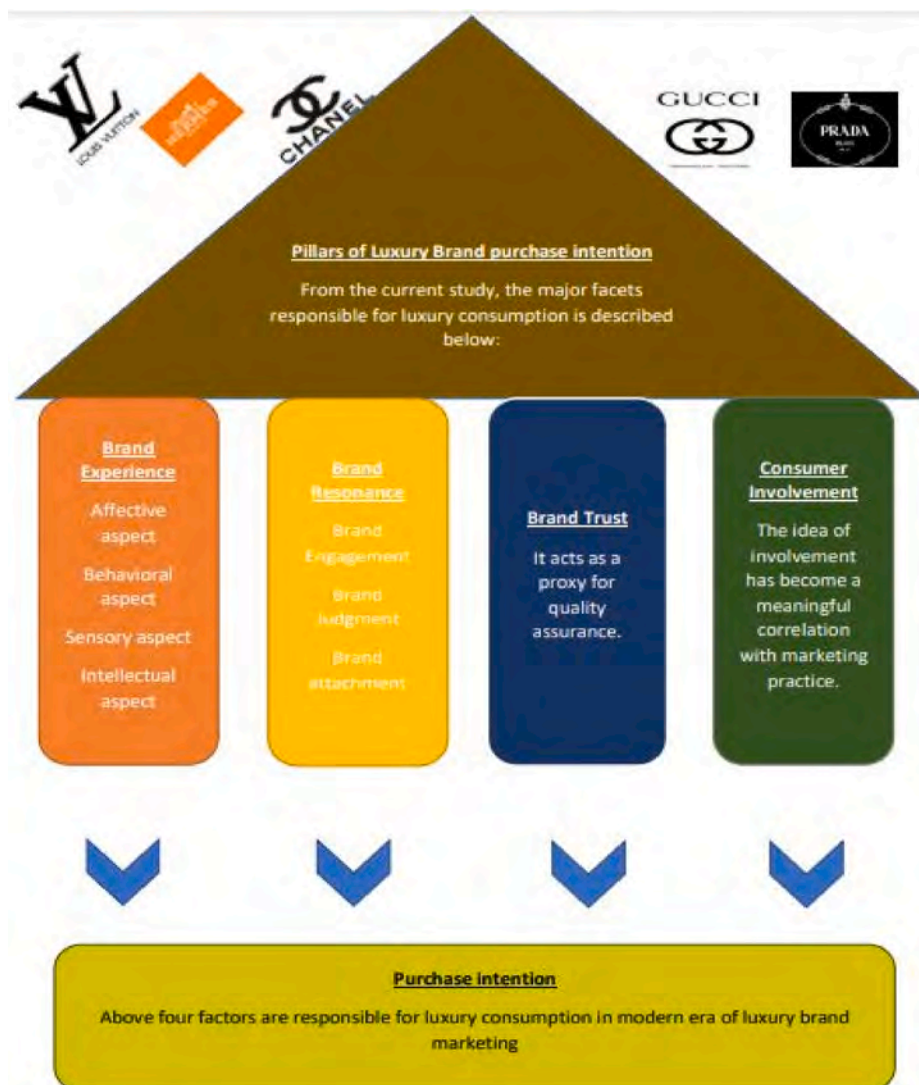 LOUIS VUITTON
HERMES
CHANEL
GUCCI
PRADA
Pillars of Luxury Brand purchase intention
From the current study, the major facets
responsible for luxury consumption is described
below:
Brand
Experience
Affective
aspect
Behavioral
aspect
Sensory aspect
Intellectual
aspect
Brand
Resonance
Brand
Engagement
Brand
Judgment
Brand
attachment
Brand Trust
It acts as a
proxy for
quality
assurance.
Consumer
Involvement
The idea of
involvement
has become a
meaningful
correlation
with marketing
practice.
Purchase intention
Above four factors are responsible for luxury consumption in modern era of luxury brand
marketing